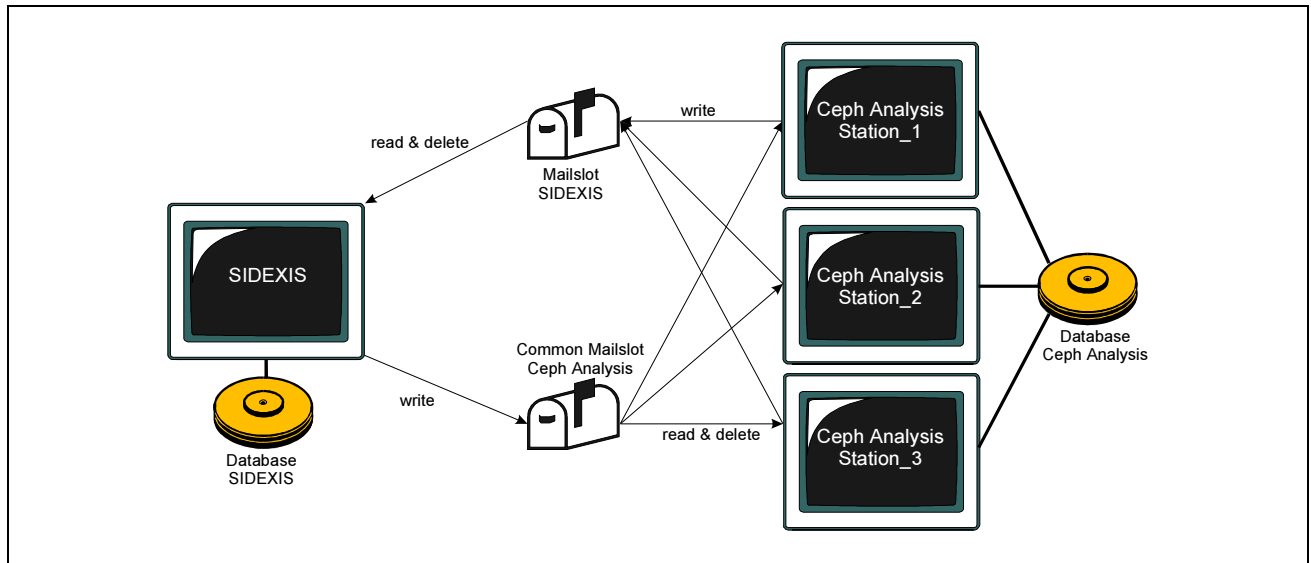 write
Ceph Analysis
Station_1
read & delete
Mailslot
SIDEXIS
SIDEXIS
Ceph Analysis
Station_2
Database
Ceph Analysis
Common Mailslot
Ceph Analysis
write
read & delete
Ceph Analysis
Station_3
Database
SIDEXIS